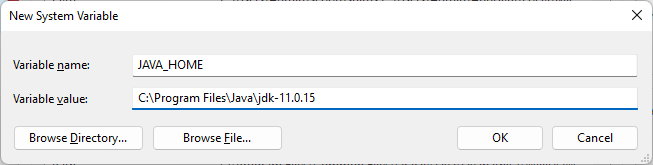 New System Variable
Variable name: JAVA_HOME
Variable value: C:\Program Files\Java\jdk-11.0.15
Browse Directory... Browse File... OK Cancel